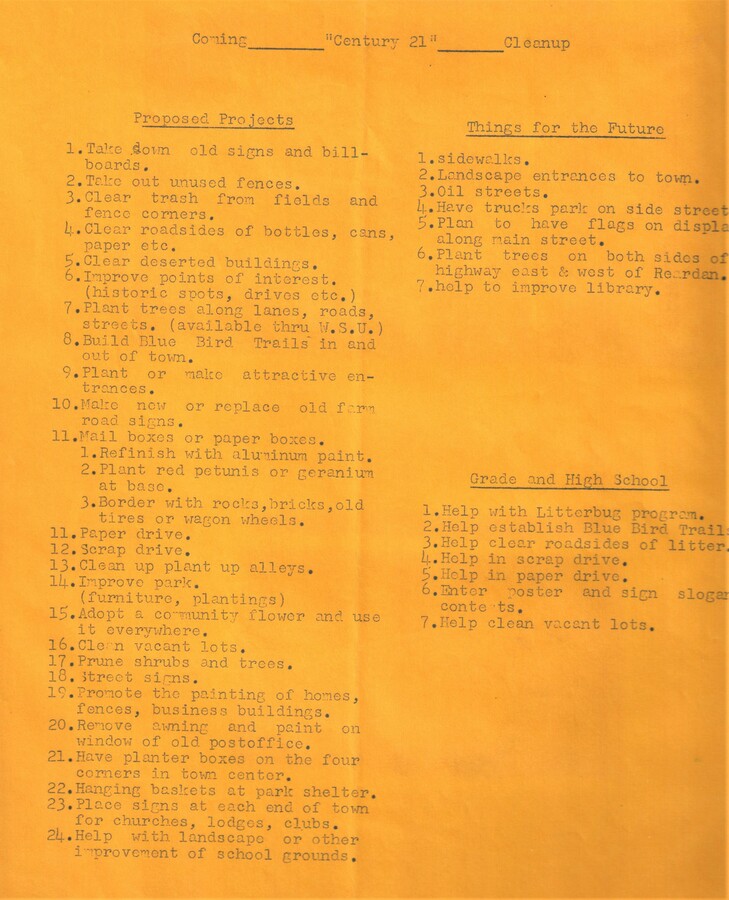 Coming________"Century 21"_______Cleanup
Proposed Projects
1.Take down old signs and bill-
boards.
2.Take out unused fences.
3.Clear trash from fields and
fence corners.
4.Clear roadsides of bottles, cans,
paper etc.
5.Clear deserted buildings.
6.Improve points of interest.
(historic spots, drives etc.)
7.Plant trees along lanes, roads,
streets. (available thru W.S.U.)
8.Build Blue Bird Trails in and
out of town.
9.Plant or make attractive en-
trances.
10.Make new or replace old farm
road signs.
11.Mail boxes or paper boxes.
1.Refinish with aluminum paint.
2.Plant red petunis or geranium
at base.
3.Border with rocks,bricks,old
tires or wagon wheels.
11.Paper drive.
12.Scrap drive.
13.Clean up plant up alleys.
14.Improve park.
(furniture, plantings)
15.Adopt a community flower and use
it everywhere.
16.Clean vacant lots.
17.Prune shrubs and trees.
18.Street signs.
19.Promote the painting of homes,
fences, business buildings.
20.Remove awning and paint on
window of old postoffice.
21.Have planter boxes on the four
corners in town center.
22.Hanging baskets at park shelter.
23.Place signs at each end of town
for churches, lodges, clubs.
24.Help with landscape or other
improvement of school grounds.
Things for the Future
1.sidewalks.
2.Landscape entrances to town.
3.Oil streets.
4.Have trucks park on side street
5.Plan to have flags on displa
along main street.
6.Plant trees on both sides of
highway east & west of Reardan.
7.help to improve library.
Grade and High School
1.Help with Litterbug program.
2.Help establish Blue Bird Trail
3.Help clear roadsides of litter.
4.Help in scrap drive.
5.Help in paper drive.
6.Enter poster and sign slogan
contests.
7.Help clean vacant lots.